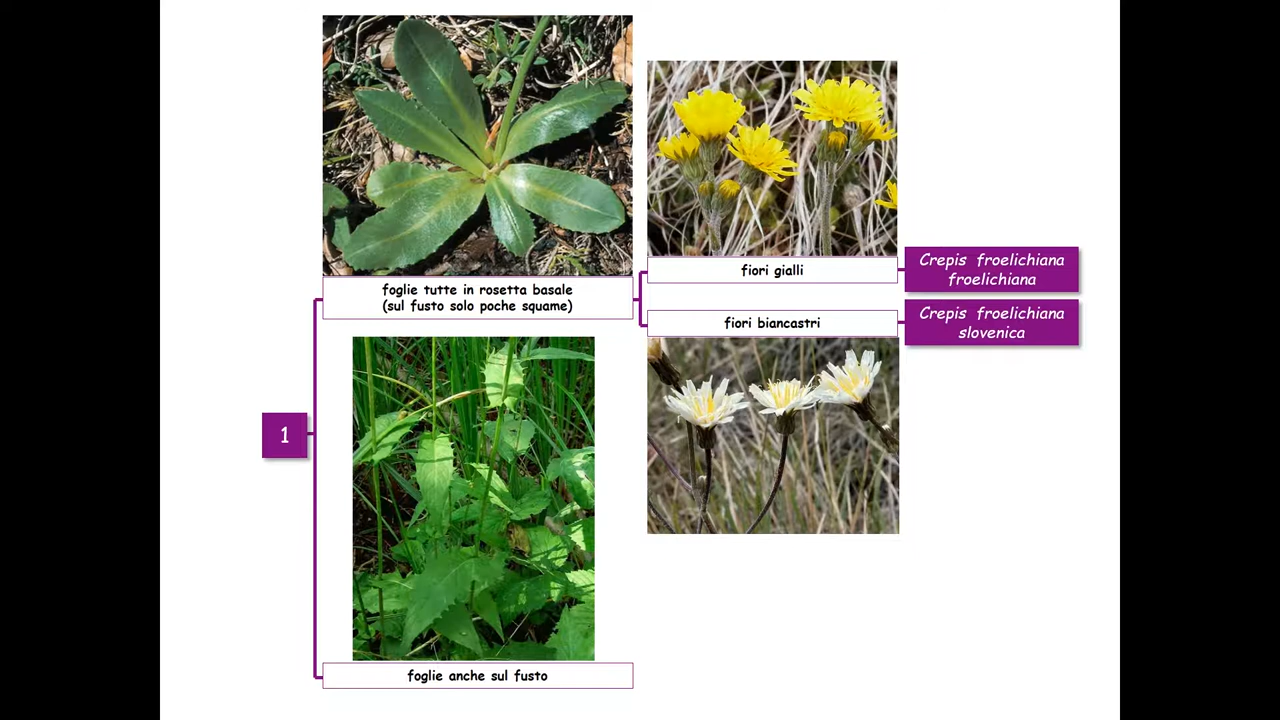 foglie tutte in rosetta basale
(sul fusto solo poche squame)
fiori gialli
Crepis froelichiana
froelichiana
fiori biancastri
Crepis froelichiana
slovenica
1
foglie anche sul fusto